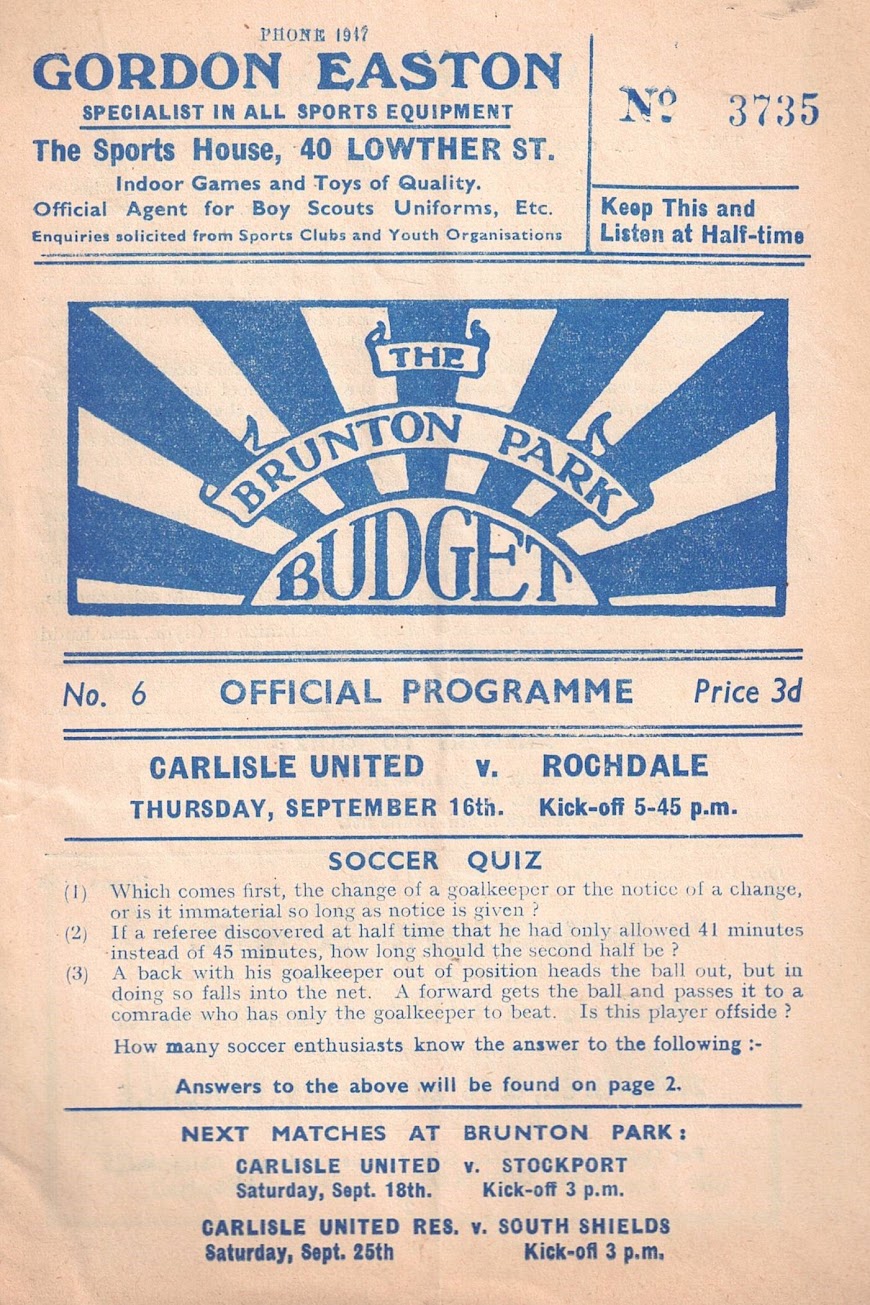 PHONE 1917
GORDON EASTON
SPECIALIST IN ALL SPORTS EQUIPMENT
The Sports House, 40 LOWTHER ST.
Indoor Games and Toys of Quality.
Official Agent for Boy Scouts Uniforms, Etc.
Enquiries solicited from Sports Clubs and Youth Organisations
Nº 3735
Keep This and
Listen at Half-time
THE
BRUNTON PARK
BUDGET
No. 6 OFFICIAL PROGRAMME Price 3d
CARLISLE UNITED v. ROCHDALE
THURSDAY, SEPTEMBER 16th. Kick-off 5-45 p.m.
SOCCER QUIZ
(1) Which comes first, the change of a goalkeeper or the notice of a change,
or is it immaterial so long as notice is given ?
(2) If a referee discovered at half time that he had only allowed 41 minutes
instead of 45 minutes, how long should the second half be ?
(3) A back with his goalkeeper out of position heads the ball out, but in
doing so falls into the net. A forward gets the ball and passes it to a
comrade who has only the goalkeeper to beat. Is this player offside ?
How many soccer enthusiasts know the answer to the following :-
Answers to the above will be found on page 2.
NEXT MATCHES AT BRUNTON PARK :
CARLISLE UNITED v. STOCKPORT
Saturday, Sept. 18th. Kick-off 3 p.m.
CARLISLE UNITED RES. v. SOUTH SHIELDS
Saturday, Sept. 25th Kick-off 3 p.m.